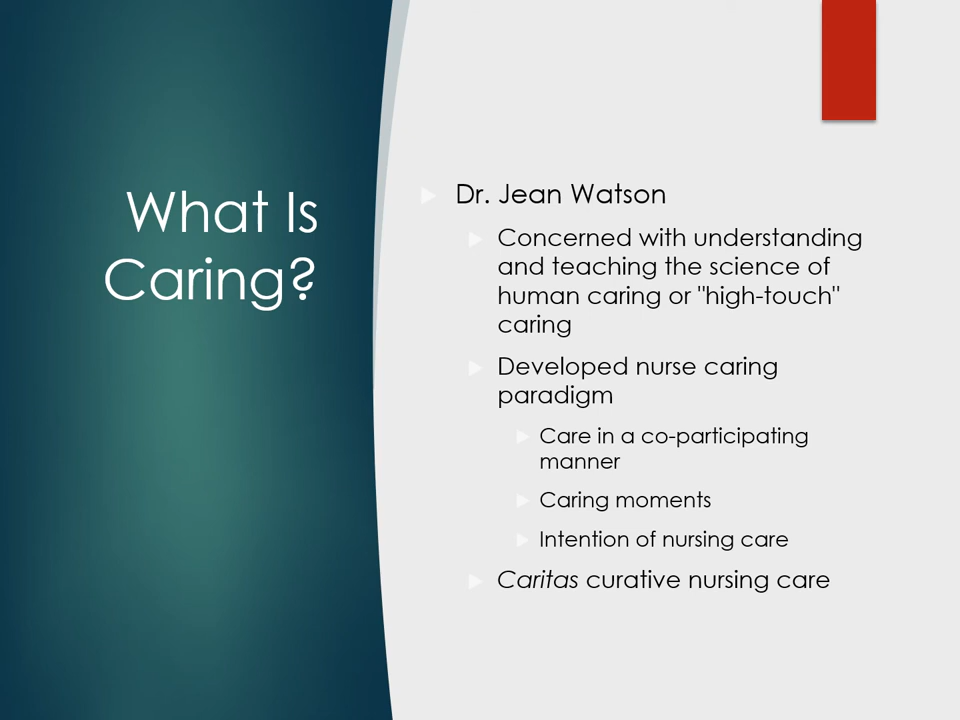 What Is
Caring?
Dr. Jean Watson
Concerned with understanding
and teaching the science of
human caring or "high-touch"
caring
Developed nurse caring
paradigm
Care in a co-participating
manner
Caring moments
Intention of nursing care
Caritas curative nursing care